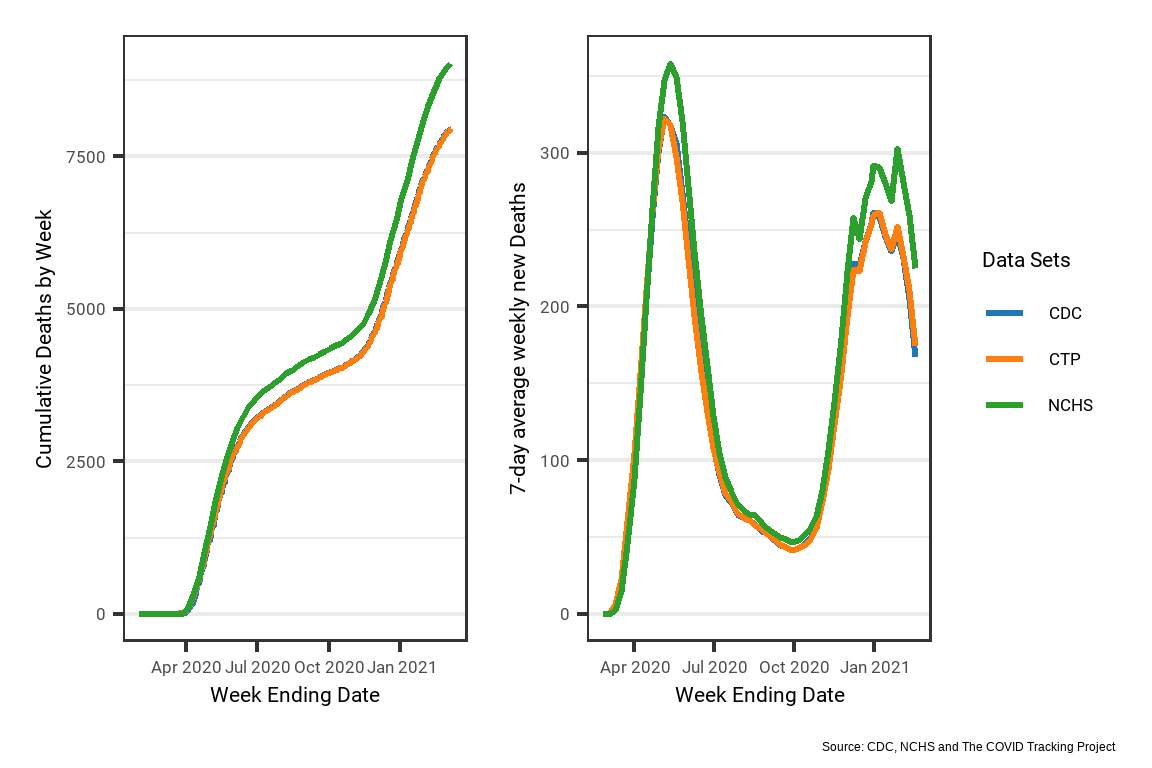 Cumulative Deaths by Week
7500
5000
2500
0
Apr 2020 Jul 2020 Oct 2020 Jan 2021
Week Ending Date
7-day average weekly new Deaths
300
200
100
0
Apr 2020 Jul 2020 Oct 2020 Jan 2021
Week Ending Date
Data Sets
CDC
CTP
NCHS
Source: CDC, NCHS and The COVID Tracking Project